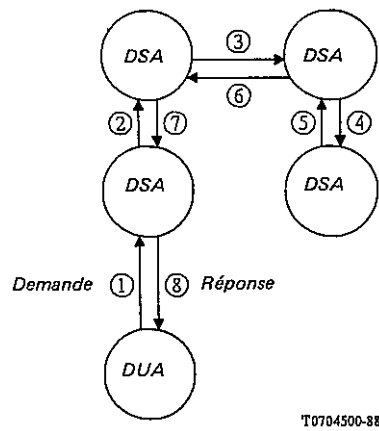 ③
DSA DSA
⑥
② ⑦ ⑤ ④
DSA DSA
Demande ① ⑧ Réponse
DUA
T0704500-88